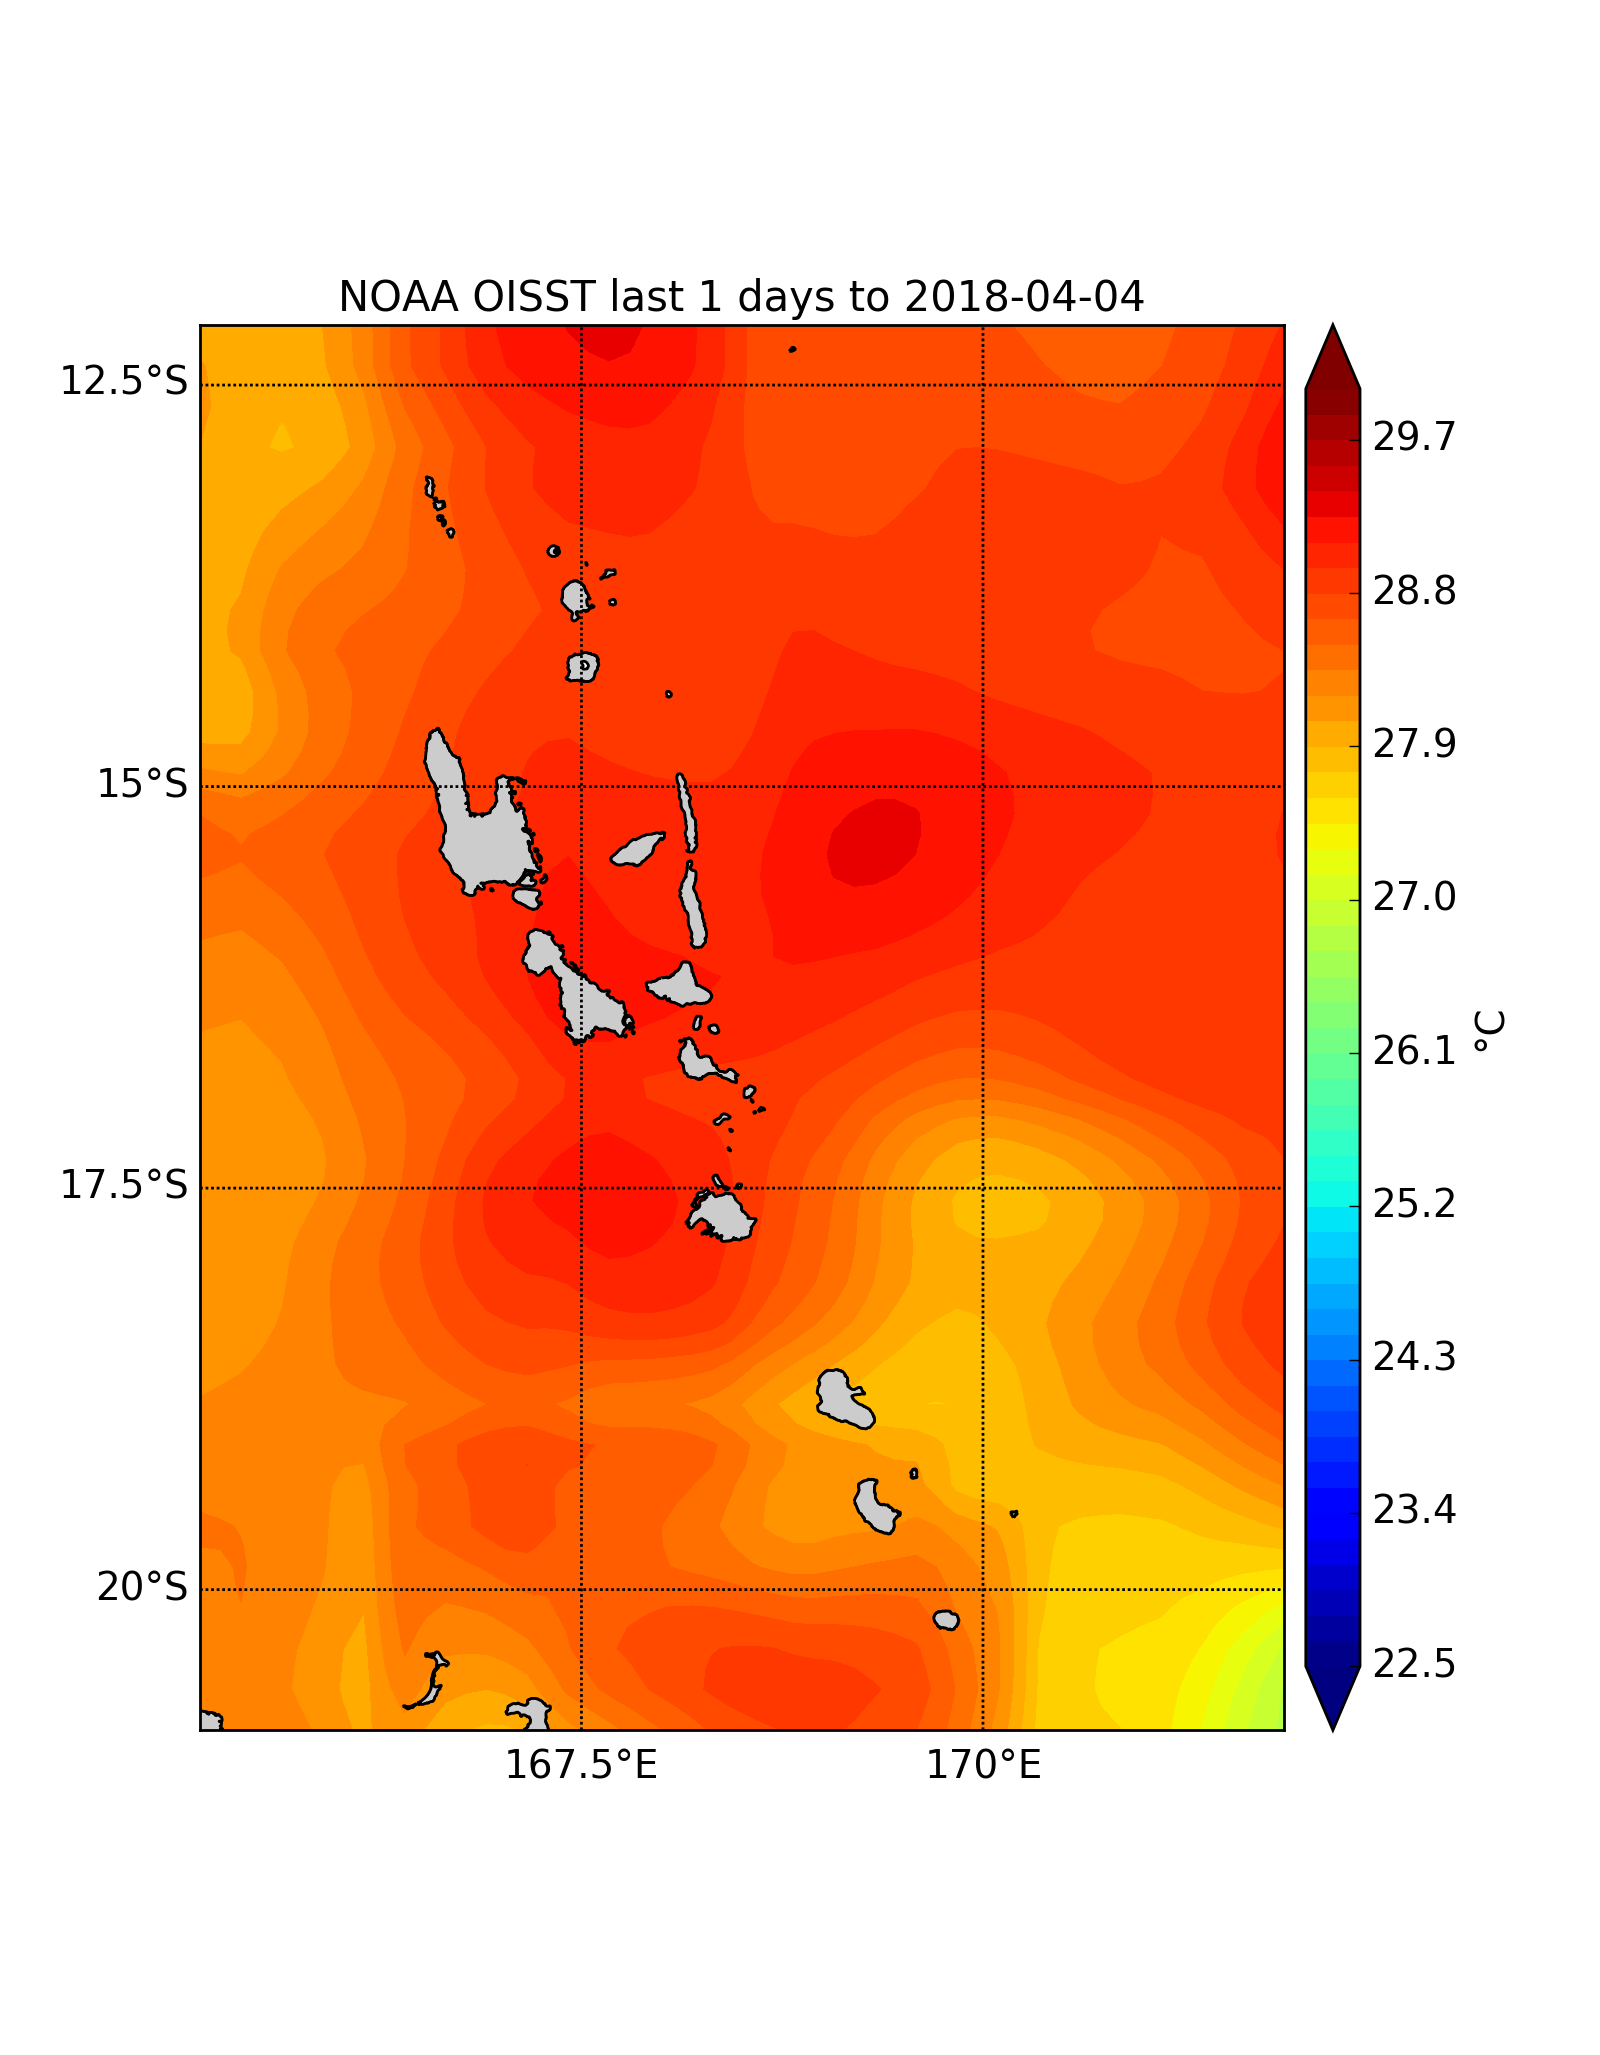 NOAA OISST last 1 days to 2018-04-04
12.5°S
15°S
17.5°S
20°S
167.5°E
170°E
29.7
28.8
27.9
27.0
26.1
25.2
24.3
23.4
22.5
°C